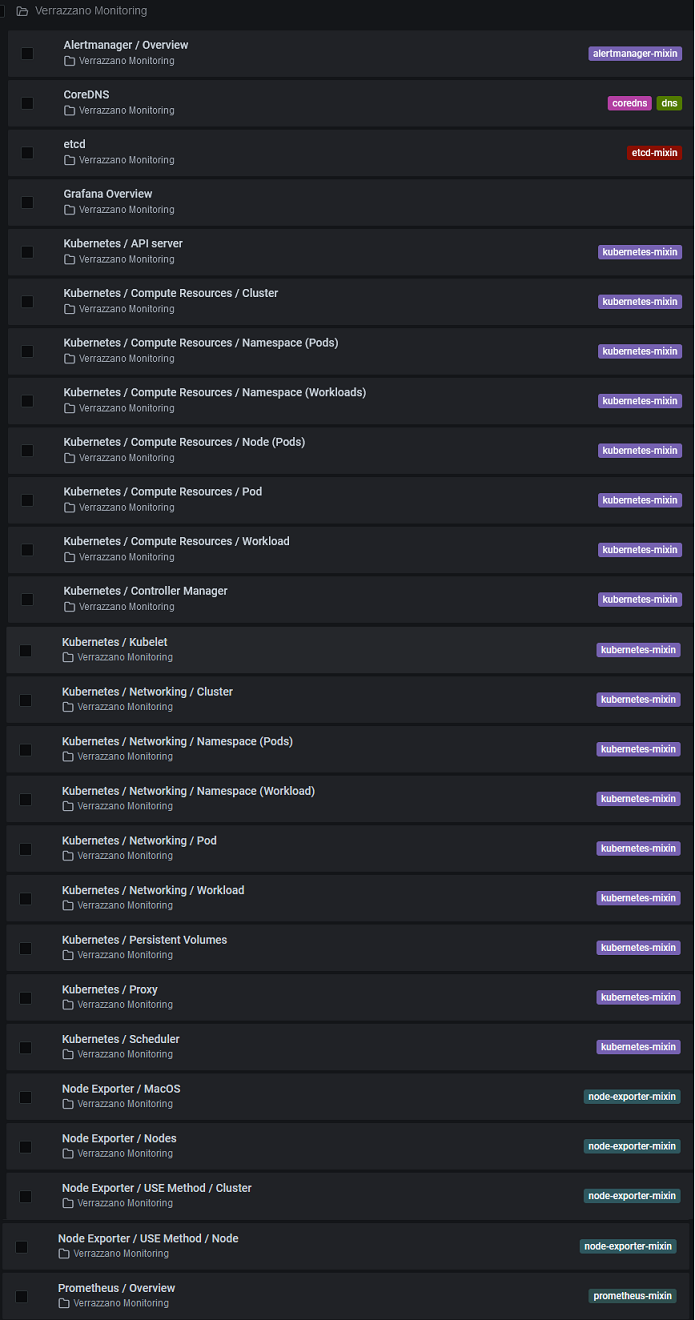 Verrazzano Monitoring
Alertmanager / Overview
Verrazzano Monitoring
alertmanager-mixin
CoreDNS
Verrazzano Monitoring
coredns dns
etcd
Verrazzano Monitoring
etcd-mixin
Grafana Overview
Verrazzano Monitoring
Kubernetes / API server
Verrazzano Monitoring
kubernetes-mixin
Kubernetes / Compute Resources / Cluster
Verrazzano Monitoring
kubernetes-mixin
Kubernetes / Compute Resources / Namespace (Pods)
Verrazzano Monitoring
kubernetes-mixin
Kubernetes / Compute Resources / Namespace (Workloads)
Verrazzano Monitoring
kubernetes-mixin
Kubernetes / Compute Resources / Node (Pods)
Verrazzano Monitoring
kubernetes-mixin
Kubernetes / Compute Resources / Pod
Verrazzano Monitoring
kubernetes-mixin
Kubernetes / Compute Resources / Workload
Verrazzano Monitoring
kubernetes-mixin
Kubernetes / Controller Manager
Verrazzano Monitoring
kubernetes-mixin
Kubernetes / Kubelet
Verrazzano Monitoring
kubernetes-mixin
Kubernetes / Networking / Cluster
Verrazzano Monitoring
kubernetes-mixin
Kubernetes / Networking / Namespace (Pods)
Verrazzano Monitoring
kubernetes-mixin
Kubernetes / Networking / Namespace (Workload)
Verrazzano Monitoring
kubernetes-mixin
Kubernetes / Networking / Pod
Verrazzano Monitoring
kubernetes-mixin
Kubernetes / Networking / Workload
Verrazzano Monitoring
kubernetes-mixin
Kubernetes / Persistent Volumes
Verrazzano Monitoring
kubernetes-mixin
Kubernetes / Proxy
Verrazzano Monitoring
kubernetes-mixin
Kubernetes / Scheduler
Verrazzano Monitoring
kubernetes-mixin
Node Exporter / MacOS
Verrazzano Monitoring
node-exporter-mixin
Node Exporter / Nodes
Verrazzano Monitoring
node-exporter-mixin
Node Exporter / USE Method / Cluster
Verrazzano Monitoring
node-exporter-mixin
Node Exporter / USE Method / Node
Verrazzano Monitoring
node-exporter-mixin
Prometheus / Overview
Verrazzano Monitoring
prometheus-mixin